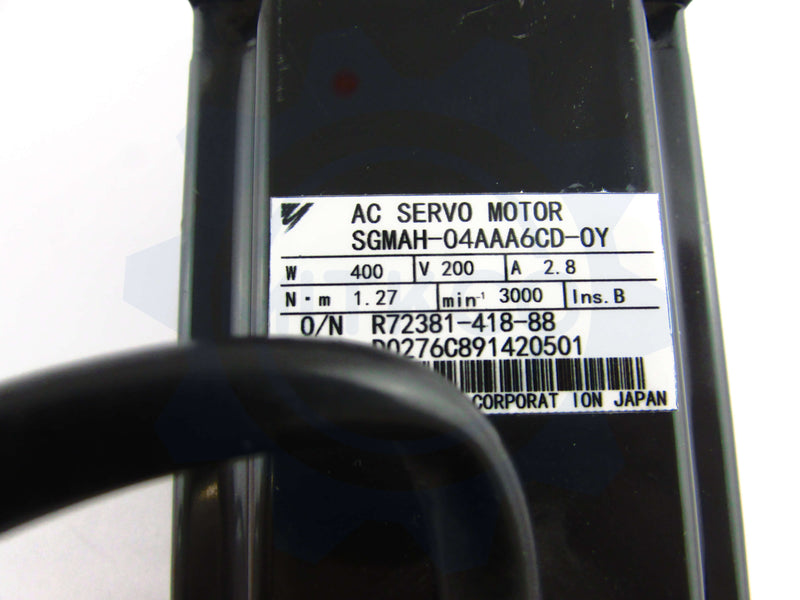 AC SERVO MOTOR
SGMAH-04AAA6CD-0Y
W 400 V 200 A 2.8
N・m 1.27 min⁻¹ 3000 Ins.B
O/N R72381-418-88
D0276C891420501
CORPORAT ION JAPAN